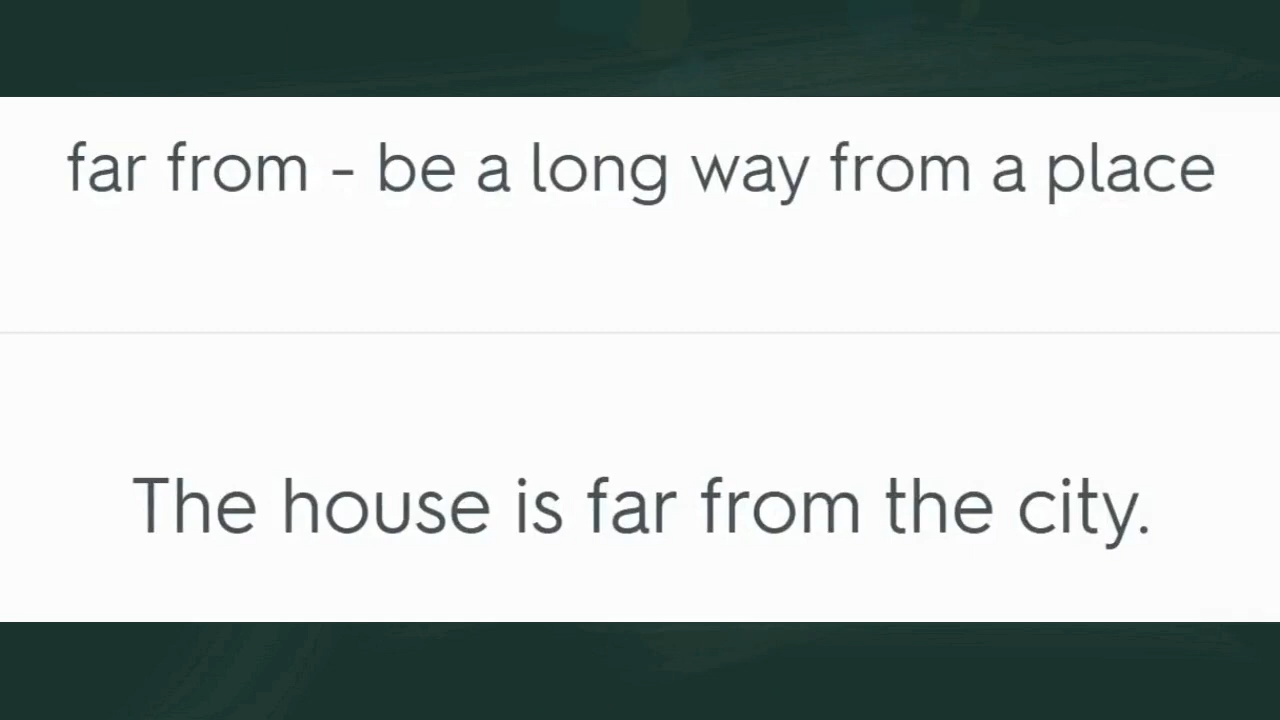 far from - be a long way from a place
The house is far from the city.